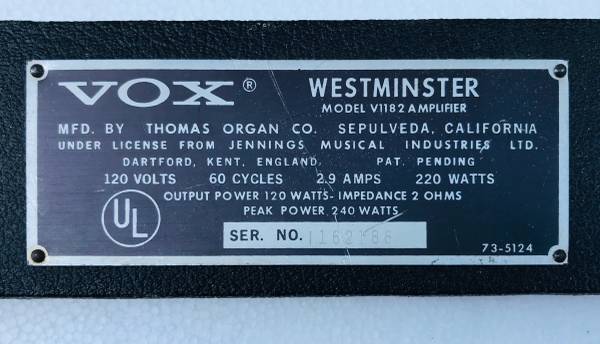 VOX ® WESTMINSTER
MODEL V1182 AMPLIFIER
MFD. BY THOMAS ORGAN CO. SEPULVEDA, CALIFORNIA
UNDER LICENSE FROM JENNINGS MUSICAL INDUSTRIES LTD.
DARTFORD, KENT, ENGLAND. PAT. PENDING
120 VOLTS 60 CYCLES 2.9 AMPS 220 WATTS
OUTPUT POWER 120 WATTS- IMPEDANCE 2 OHMS
PEAK POWER 240 WATTS
UL
SER. NO.
73-5124